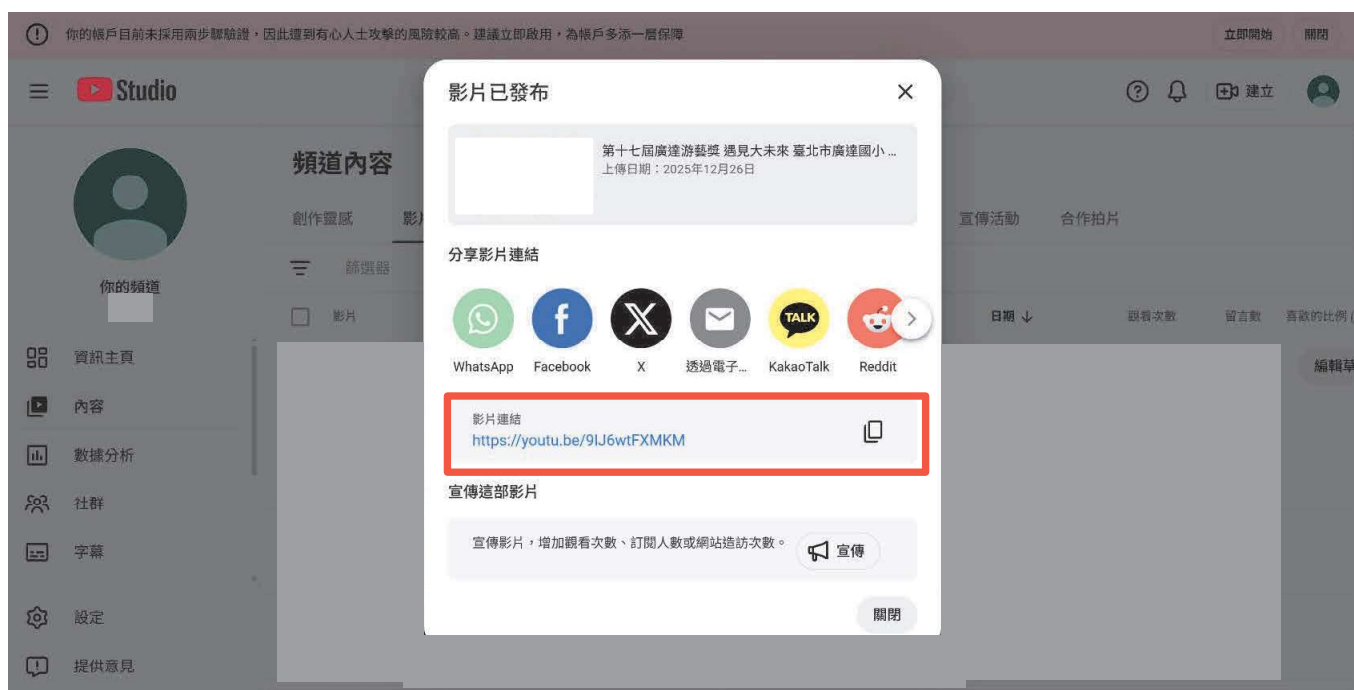 你的帳戶目前未採用兩步驟驗證，因此遭到有心人士攻擊的風險較高。建議立即啟用，為帳戶多添一層保障
立即開始
關閉
Studio
建立
你的頻道
資訊主頁
內容
數據分析
社群
字幕
設定
提供意見
頻道內容
創作靈感
宣傳活動
合作拍片
篩選器
影片
日期
觀看次數
留言數
喜歡的比例 (
影片已發布
第十七屆廣達游藝獎 遇見大未來 臺北市廣達國小 ...
上傳日期：2025年12月26日
分享影片連結
WhatsApp
Facebook
X
透過電子...
TALK
KakaoTalk
Reddit
影片連結
https://youtu.be/9IJ6wtFXMKM
宣傳這部影片
宣傳影片，增加觀看次數、訂閱人數或網站造訪次數。
宣傳
關閉